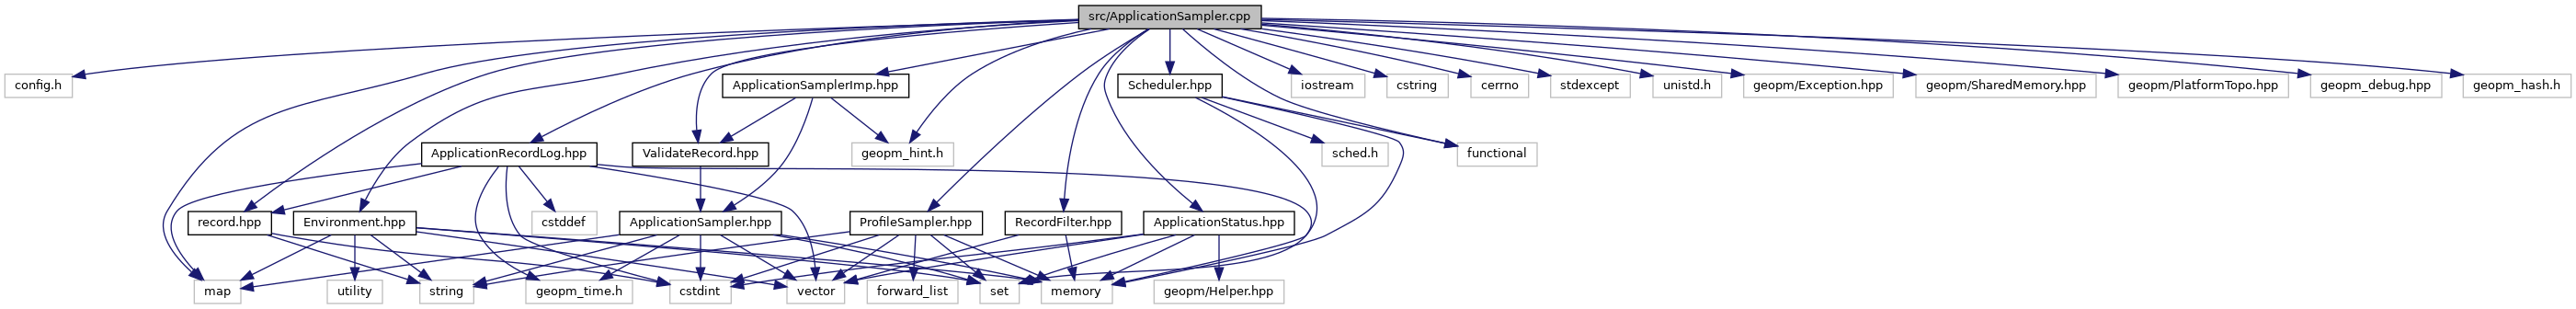 src/ApplicationSampler.cpp
config.h
ApplicationSamplerImp.hpp
Scheduler.hpp
iostream
cstring
cerrno
stdexcept
unistd.h
geopm/Exception.hpp
geopm/SharedMemory.hpp
geopm/PlatformTopo.hpp
geopm_debug.hpp
geopm_hash.h
ApplicationRecordLog.hpp
ValidateRecord.hpp
geopm_hint.h
sched.h
functional
record.hpp
Environment.hpp
cstddef
ApplicationSampler.hpp
ProfileSampler.hpp
RecordFilter.hpp
ApplicationStatus.hpp
map
utility
string
geopm_time.h
cstdint
vector
forward_list
set
memory
geopm/Helper.hpp